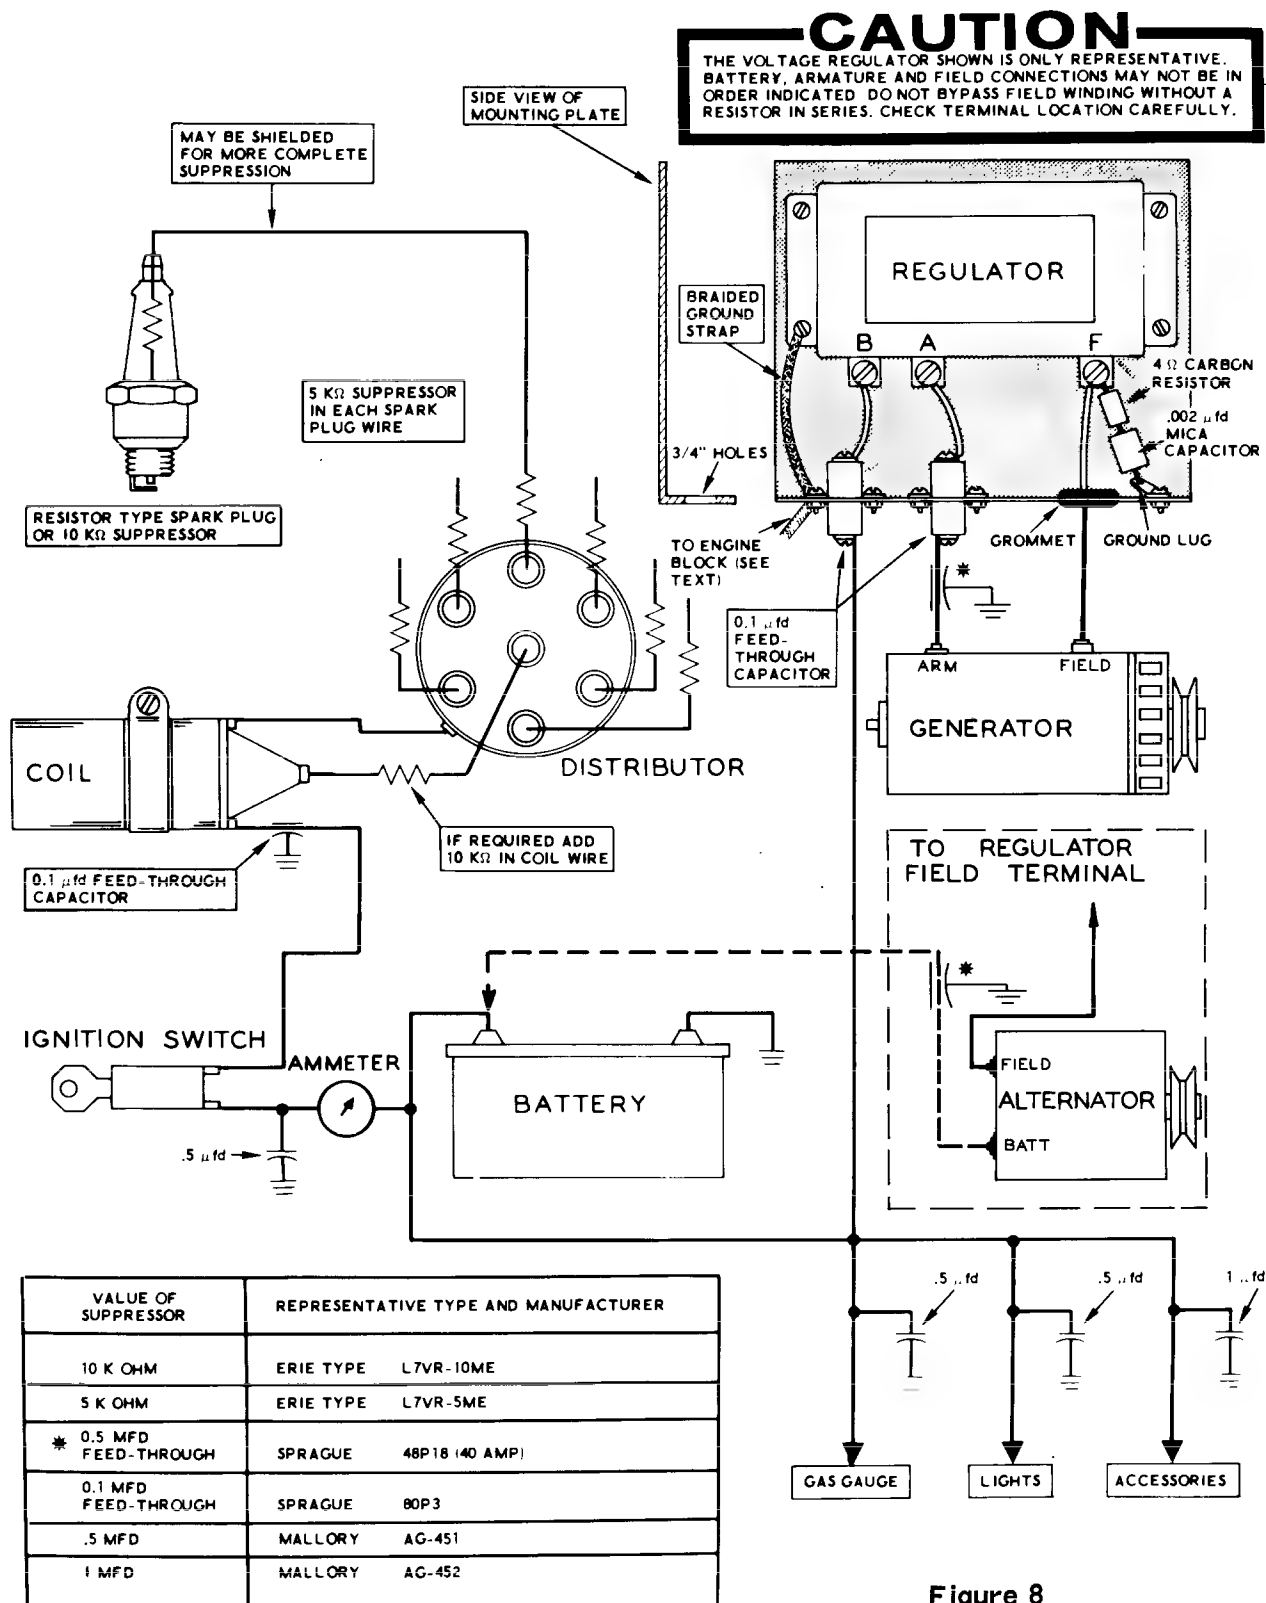 CAUTION
THE VOLTAGE REGULATOR SHOWN IS ONLY REPRESENTATIVE.
BATTERY, ARMATURE AND FIELD CONNECTIONS MAY NOT BE IN
ORDER INDICATED DO NOT BYPASS FIELD WINDING WITHOUT A
RESISTOR IN SERIES. CHECK TERMINAL LOCATION CAREFULLY.
SIDE VIEW OF
MOUNTING PLATE
MAY BE SHIELDED
FOR MORE COMPLETE
SUPPRESSION
REGULATOR
BRAIDED
GROUND
STRAP
B
A
F
4 Ω CARBON
RESISTOR
.002 μfd
MICA
CAPACITOR
5 KΩ SUPPRESSOR
IN EACH SPARK
PLUG WIRE
3/4" HOLES
RESISTOR TYPE SPARK PLUG
OR 10 KΩ SUPPRESSOR
TO ENGINE
BLOCK (SEE
TEXT)
GROMMET
GROUND LUG
0.1 μfd
FEED-
THROUGH
CAPACITOR
ARM
FIELD
GENERATOR
COIL
DISTRIBUTOR
IF REQUIRED ADD
10 KΩ IN COIL WIRE
0.1 μfd FEED-THROUGH
CAPACITOR
TO REGULATOR
FIELD TERMINAL
IGNITION SWITCH
AMMETER
BATTERY
FIELD
ALTERNATOR
BATT
.5 μfd
.5 μfd
.5 μfd
1 μfd
GAS GAUGE
LIGHTS
ACCESSORIES
VALUE OF
SUPPRESSOR
REPRESENTATIVE TYPE AND MANUFACTURER
10 K OHM ERIE TYPE L7VR-10ME
5 K OHM ERIE TYPE L7VR-5ME
* 0.5 MFD
FEED-THROUGH SPRAGUE 48P18 (40 AMP)
0.1 MFD
FEED-THROUGH SPRAGUE 80P3
.5 MFD MALLORY AG-451
1 MFD MALLORY AG-452
Figure 8